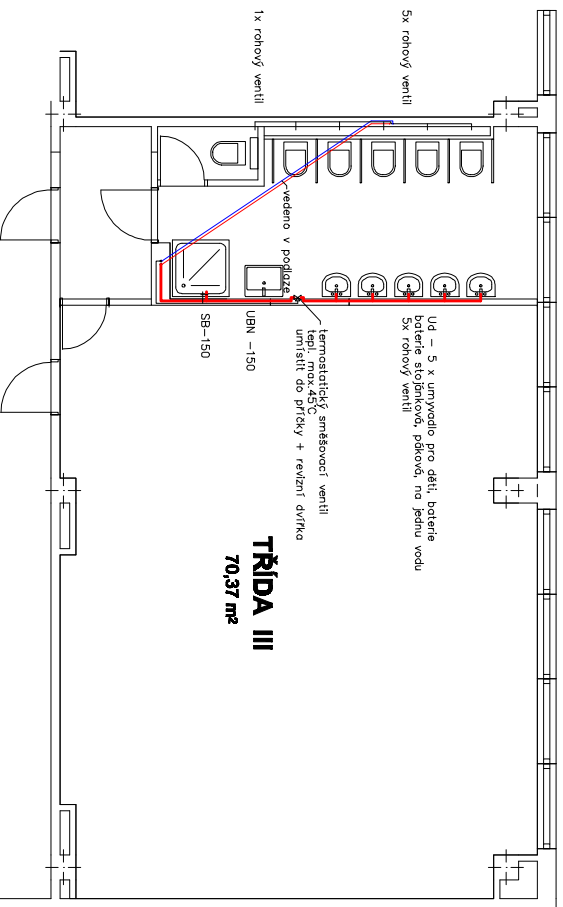 5x rohový ventil
1x rohový ventil
vedeno v podlaze
Ud - 5 x umyvadlo pro děti, baterie
baterie stojánková, páková, na jednu vodu
5x rohový ventil
termostatický směšovací ventil
tepl. max.45°C
umístit do příčky + revizní dvířka
UBN -150
SB-150
TŘÍDA III
70,37 m²